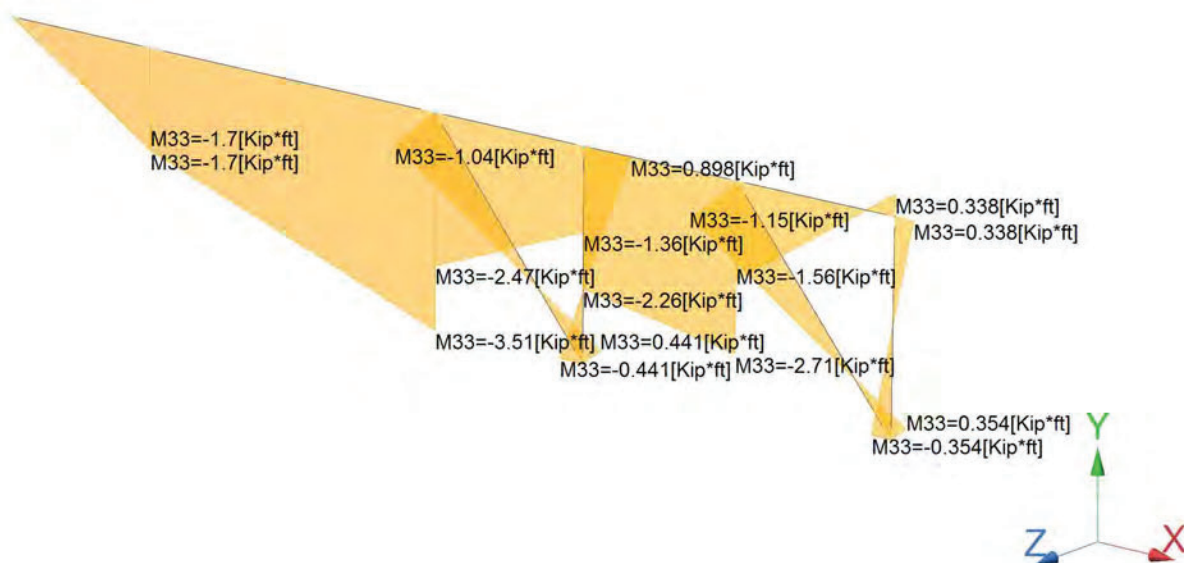 M33=-1.7[Kip*ft]
M33=-1.7[Kip*ft]
M33=-1.04[Kip*ft]
M33=0.898[Kip*ft]
M33=-1.15[Kip*ft]
M33=0.338[Kip*ft]
M33=0.338[Kip*ft]
M33=-1.36[Kip*ft]
M33=-2.47[Kip*ft]
M33=-1.56[Kip*ft]
M33=-2.26[Kip*ft]
M33=-3.51[Kip*ft]
M33=0.441[Kip*ft]
M33=-0.441[Kip*ft]
M33=-2.71[Kip*ft]
M33=0.354[Kip*ft]
M33=-0.354[Kip*ft]
Y
Z
X